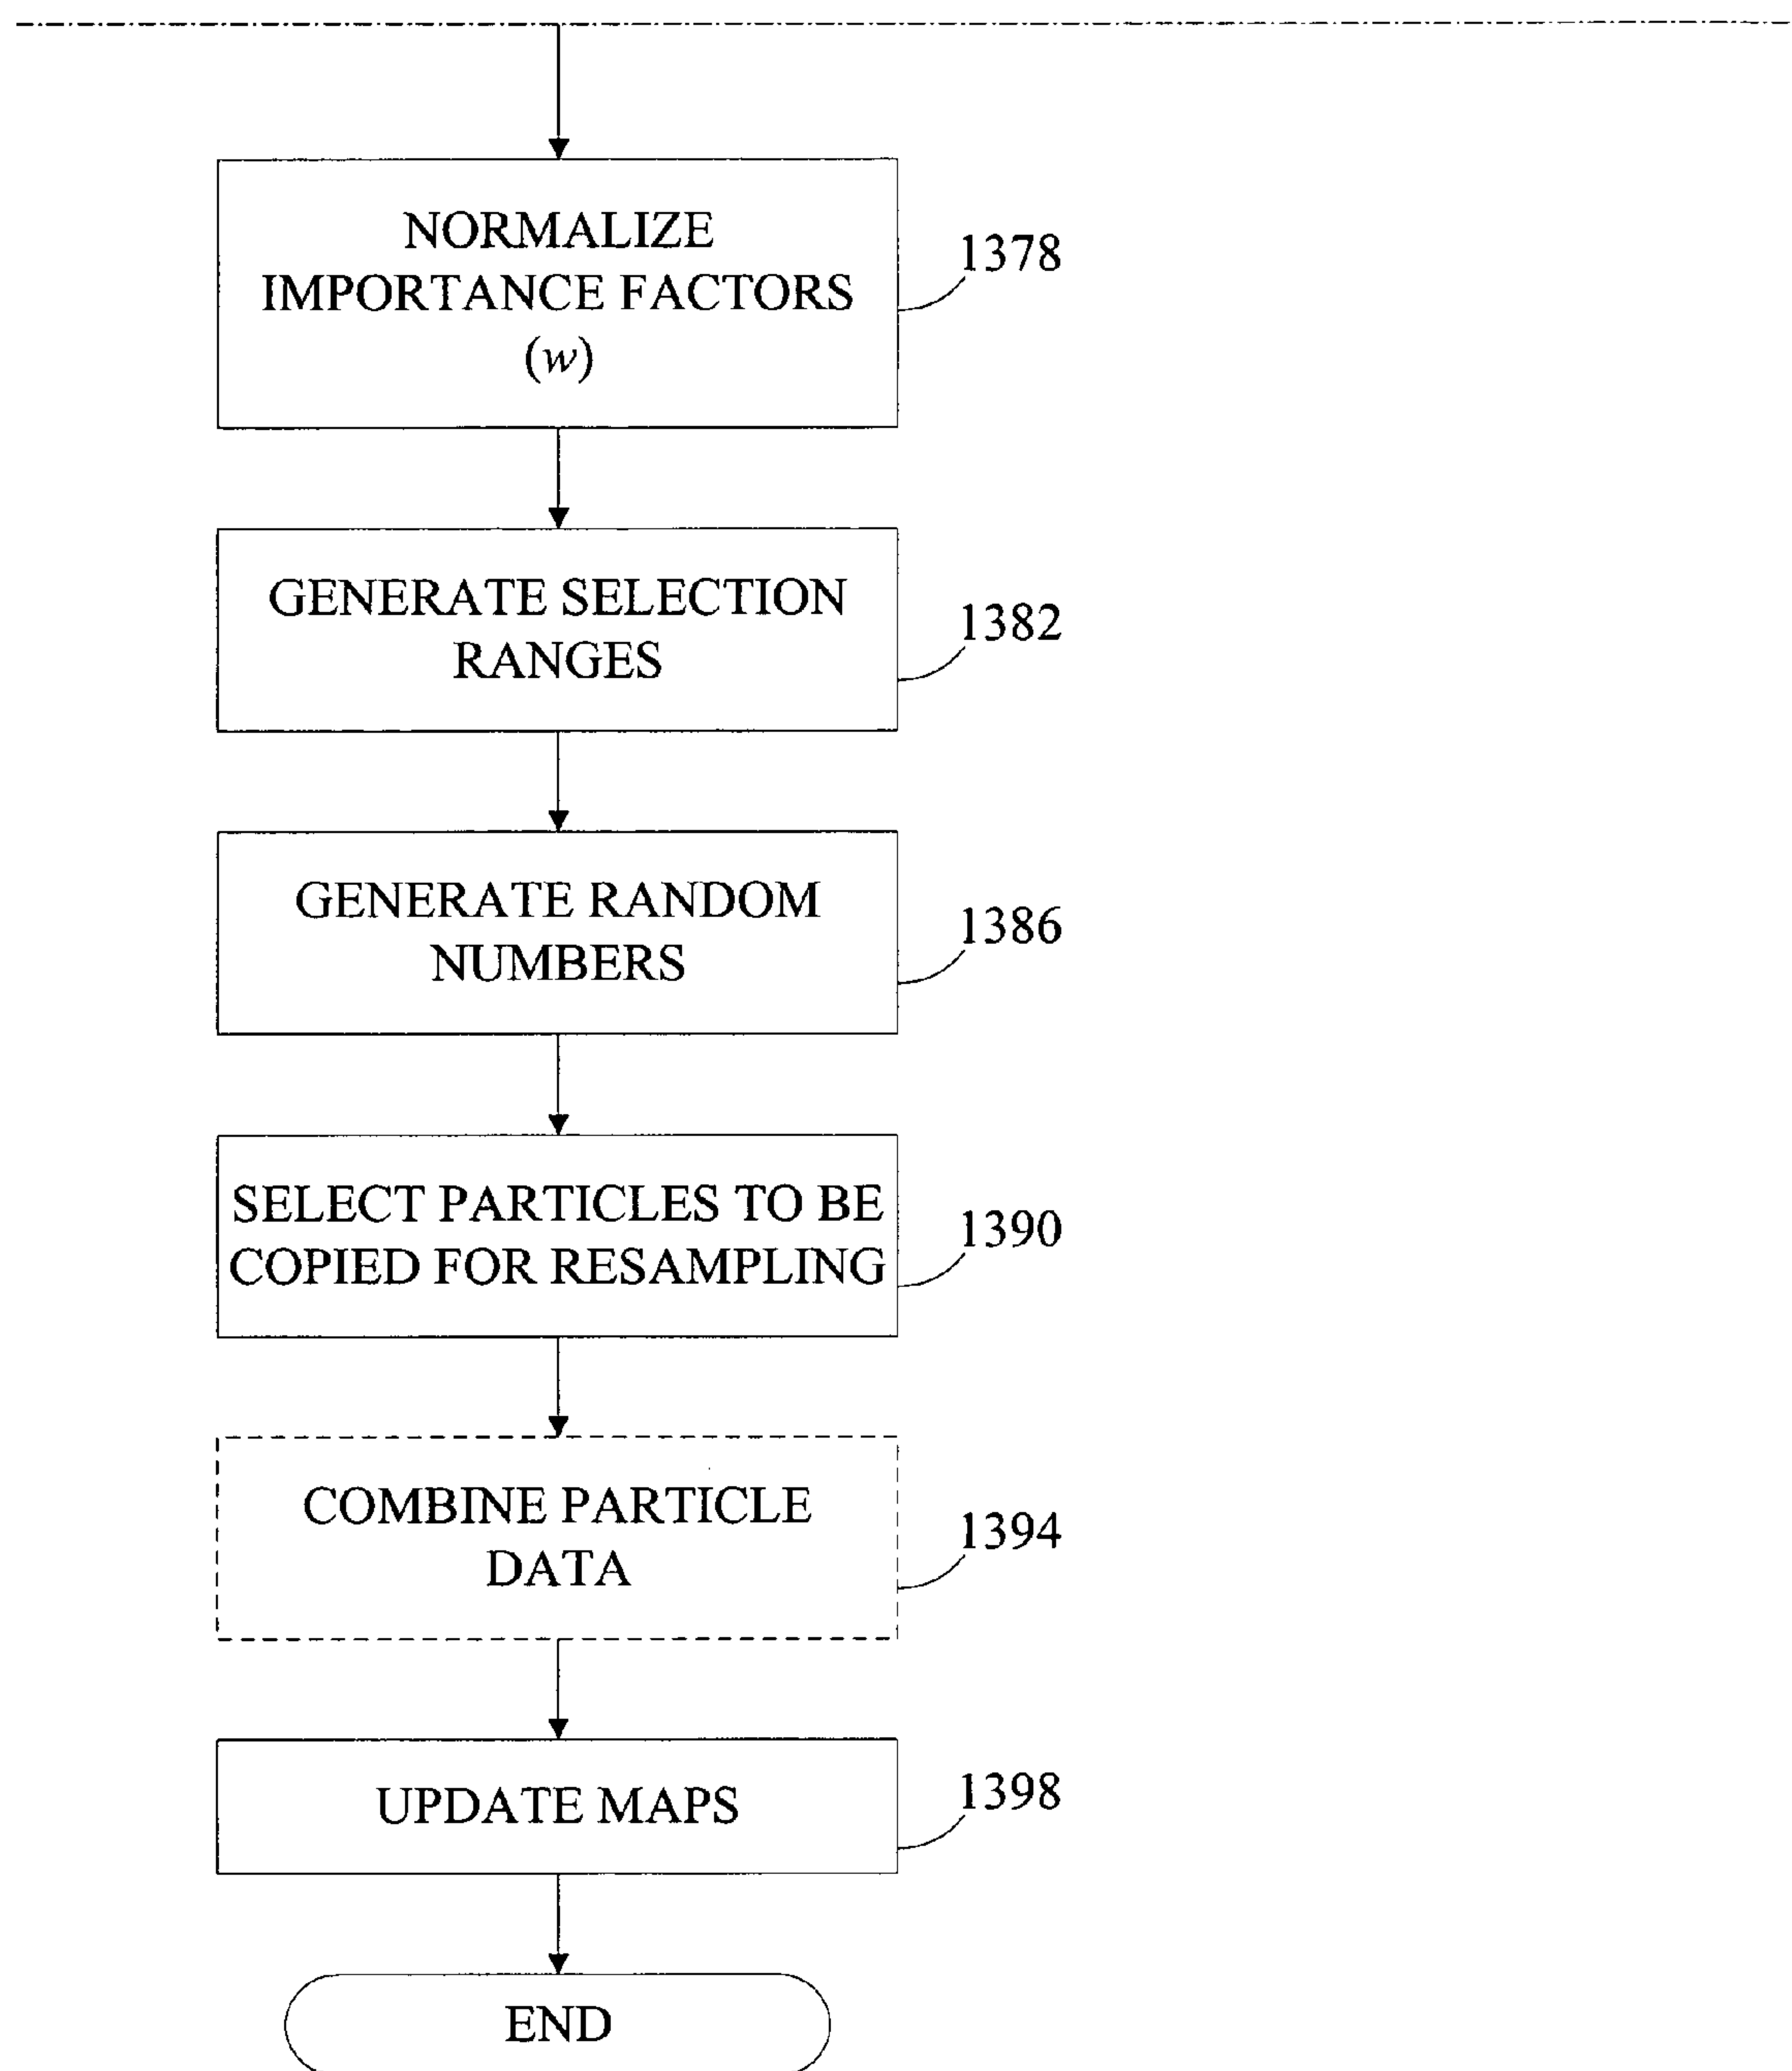 NORMALIZE
IMPORTANCE FACTORS
(w)
1378
GENERATE SELECTION
RANGES
1382
GENERATE RANDOM
NUMBERS
1386
SELECT PARTICLES TO BE
COPIED FOR RESAMPLING
1390
COMBINE PARTICLE
DATA
1394
UPDATE MAPS
1398
END